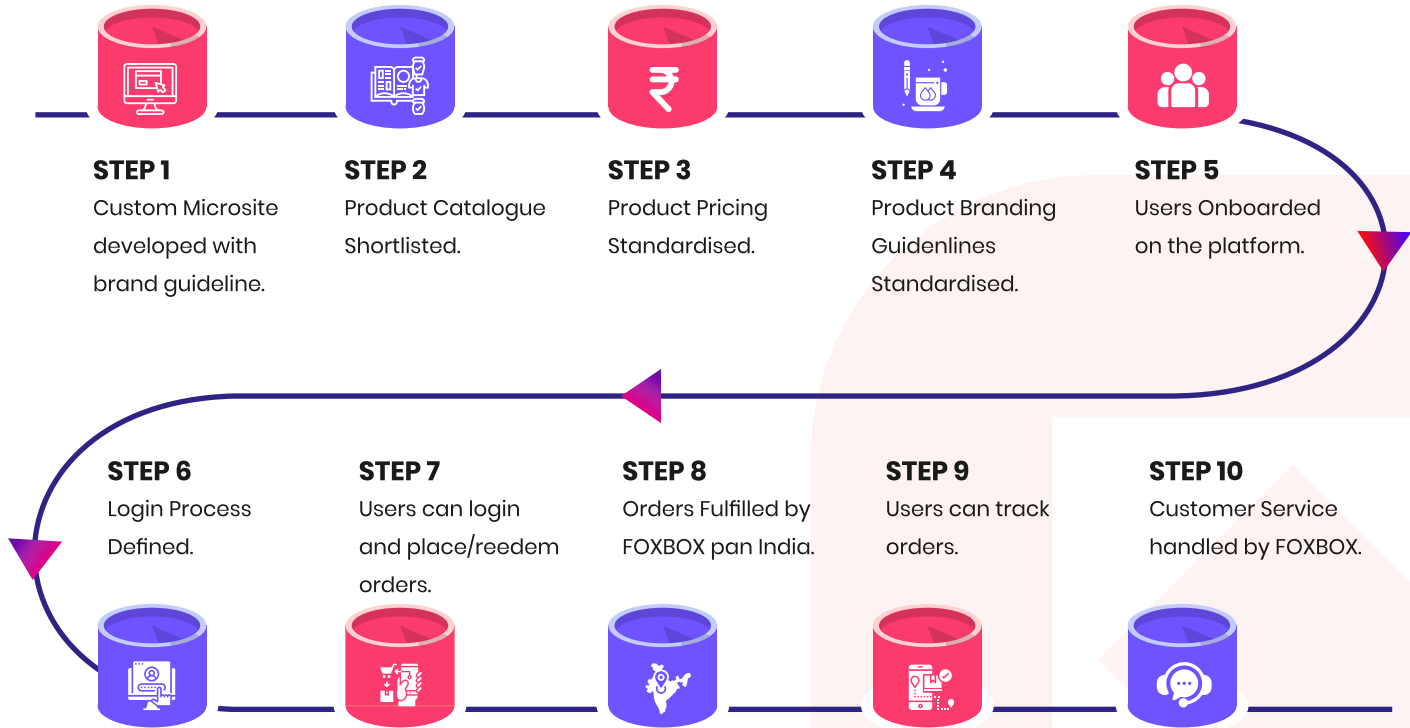 STEP 1
Custom Microsite
developed with
brand guideline.
STEP 2
Product Catalogue
Shortlisted.
STEP 3
Product Pricing
Standardised.
STEP 4
Product Branding
Guidenlines
Standardised.
STEP 5
Users Onboarded
on the platform.
STEP 6
Login Process
Defined.
STEP 7
Users can login
and place/reedem
orders.
STEP 8
Orders Fulfilled by
FOXBOX pan India.
STEP 9
Users can track
orders.
STEP 10
Customer Service
handled by FOXBOX.